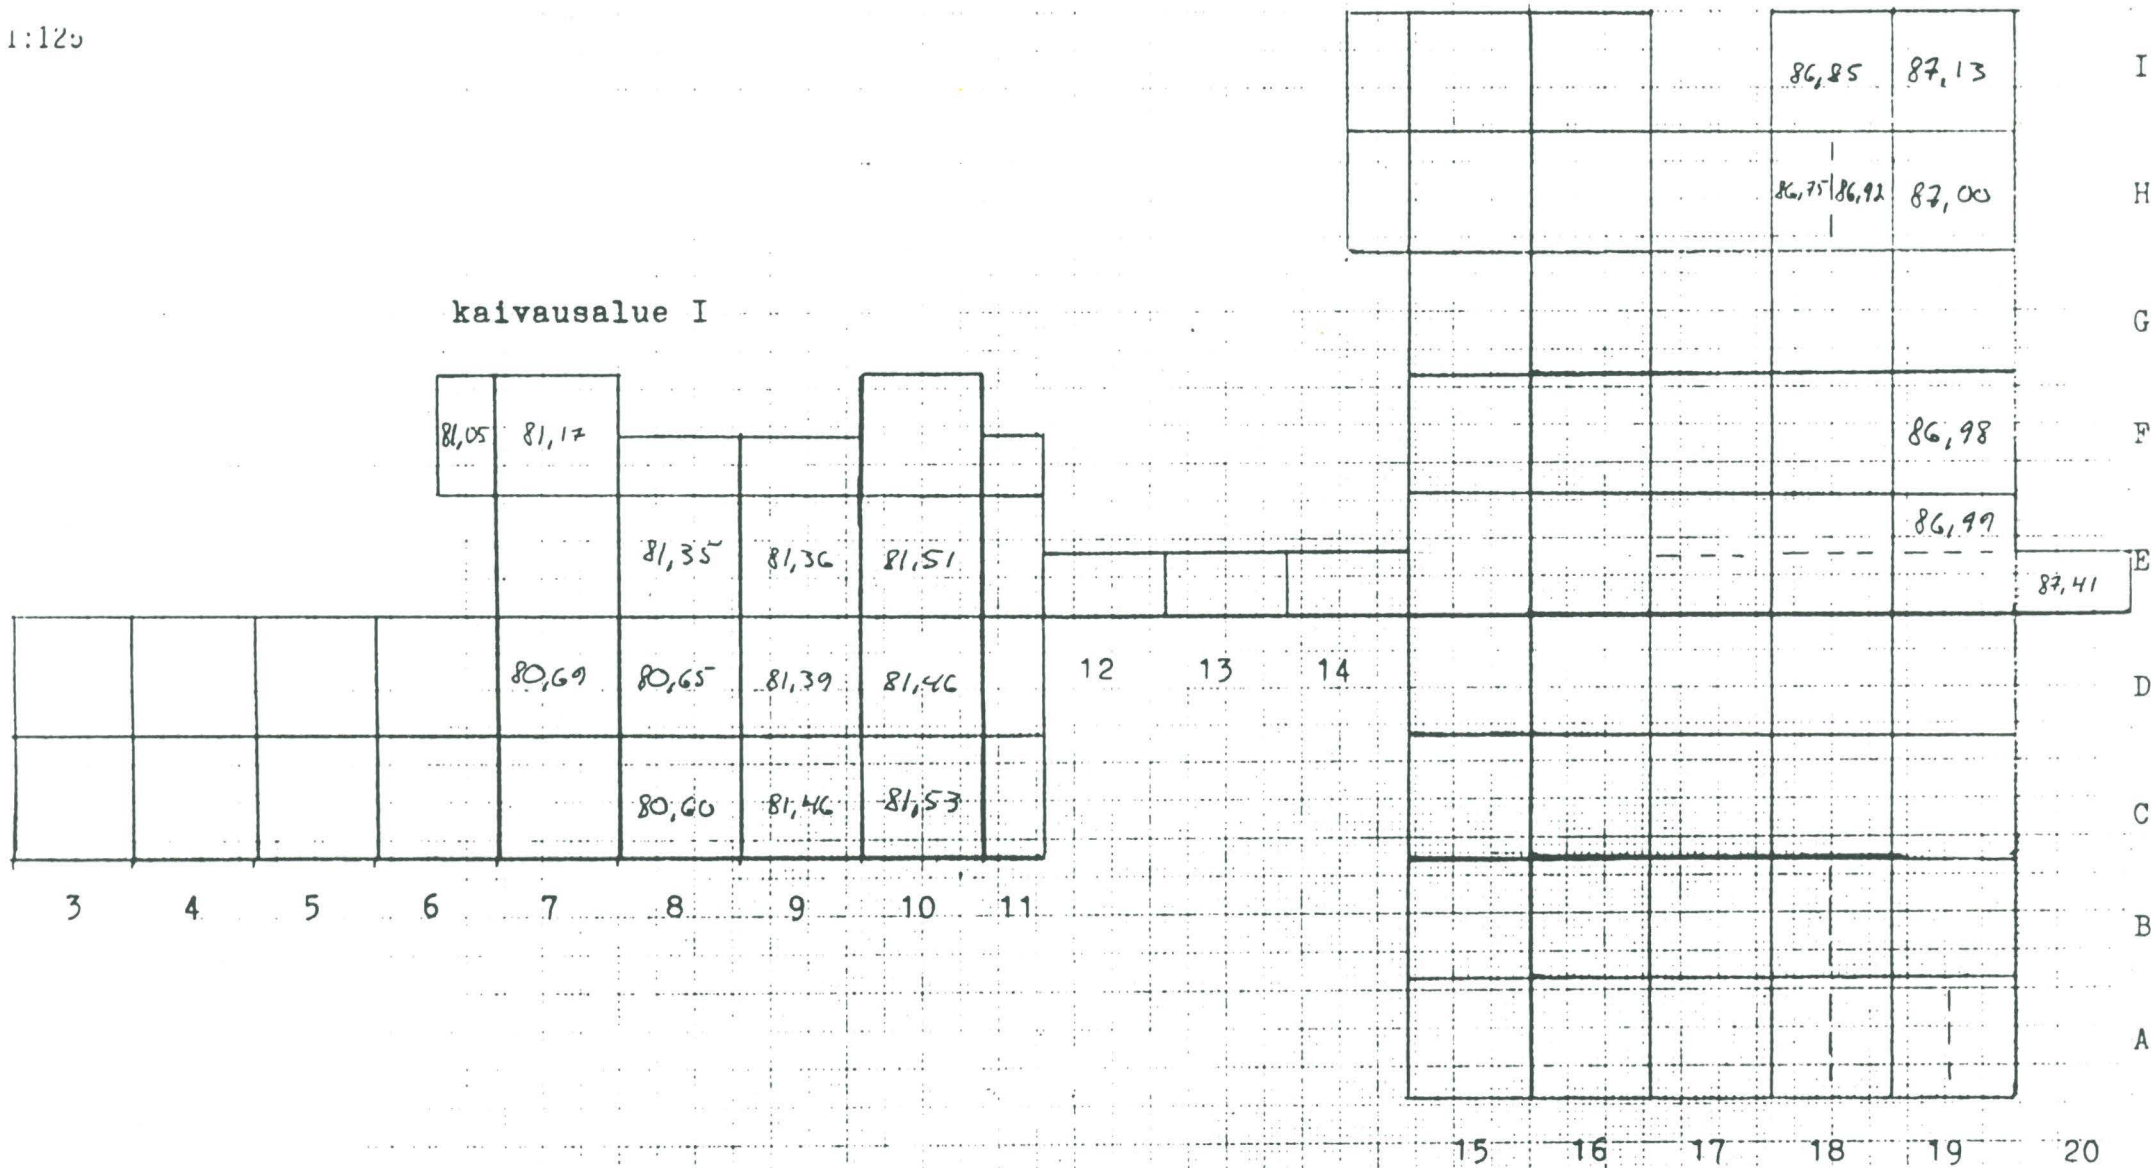 1:125
86,85 87,13 I
86,75 86,92 87,00 H
kaivausalue I
G
81,05 81,17 86,98 F
86,99
81,35 81,36 81,51 E
87,41
80,69 80,65 81,39 81,46 12 13 14 D
80,60 81,46 81,53 C
3 4 5 6 7 8 9 10 11
B
A
15 16 17 18 19 20